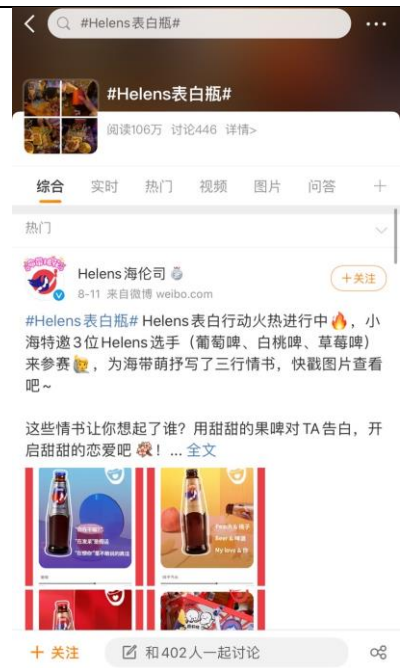 #Helens表白瓶#
#Helens表白瓶#
阅读106万 讨论446 详情>
综合 实时 热门 视频 图片 问答
热门
Helens海伦司
+关注
8-11 来自微博 weibo.com
#Helens表白瓶# Helens表白行动火热进行中，小
海特邀3位Helens选手（葡萄啤、白桃啤、草莓啤）
来参赛，为海带萌抒写了三行情书，快戳图片查看
吧~
这些情书让你想起了谁？用甜甜的果啤对TA告白，开
启甜甜的恋爱吧！... 全文
+ 关注
和402人一起讨论